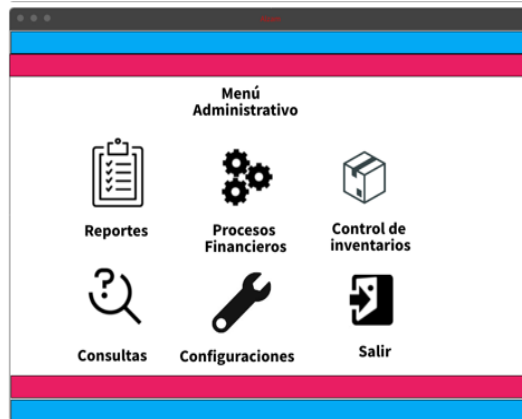 Menú
Administrativo
Reportes
Procesos
Financieros
Control de
inventarios
Consultas
Configuraciones
Salir